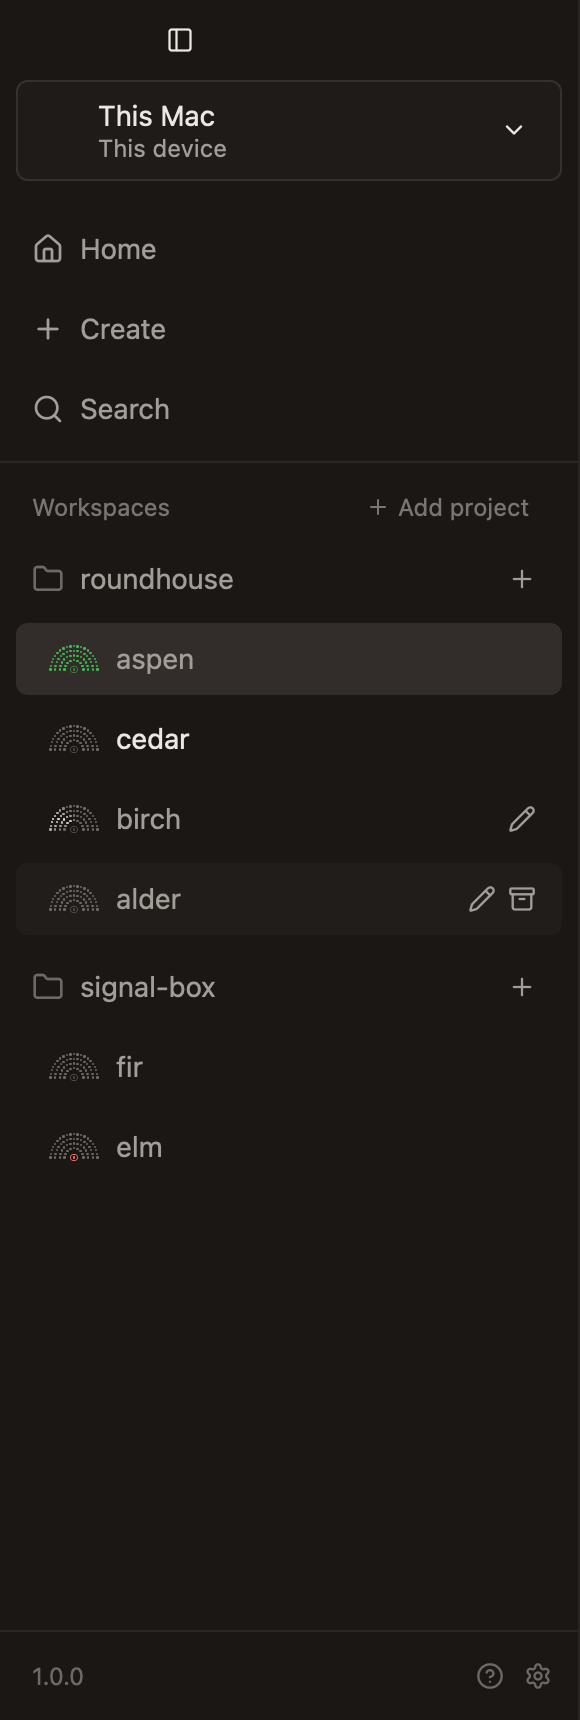 This Mac
This device
Home
Create
Search
Workspaces
Add project
roundhouse
aspen
cedar
birch
alder
signal-box
fir
elm
1.0.0